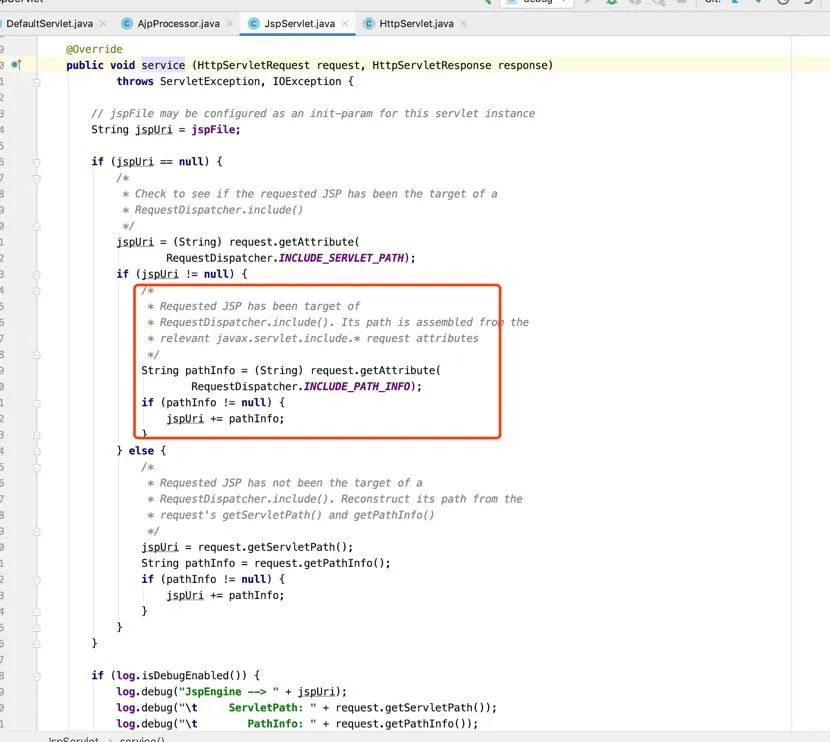 DefaultServlet.java AjpProcessor.java JspServlet.java HttpServlet.java
@Override
public void service (HttpServletRequest request, HttpServletResponse response)
throws ServletException, IOException {
// jspFile may be configured as an init-param for this servlet instance
String jspUri = jspFile;
if (jspUri == null) {
/*
* Check to see if the requested JSP has been the target of a
* RequestDispatcher.include()
*/
jspUri = (String) request.getAttribute(
RequestDispatcher.INCLUDE_SERVLET_PATH);
if (jspUri != null) {
/*
* Requested JSP has been target of
* RequestDispatcher.include(). Its path is assembled from the
* relevant javax.servlet.include.* request attributes
*/
String pathInfo = (String) request.getAttribute(
RequestDispatcher.INCLUDE_PATH_INFO);
if (pathInfo != null) {
jspUri += pathInfo;
}
} else {
/*
* Requested JSP has not been the target of a
* RequestDispatcher.include(). Reconstruct its path from the
* request's getServletPath() and getPathInfo()
*/
jspUri = request.getServletPath();
String pathInfo = request.getPathInfo();
if (pathInfo != null) {
jspUri += pathInfo;
}
}
}
if (log.isDebugEnabled()) {
log.debug("JspEngine --> " + jspUri);
log.debug("\t ServletPath: " + request.getServletPath());
log.debug("\t PathInfo: " + request.getPathInfo());
JspServlet > service()